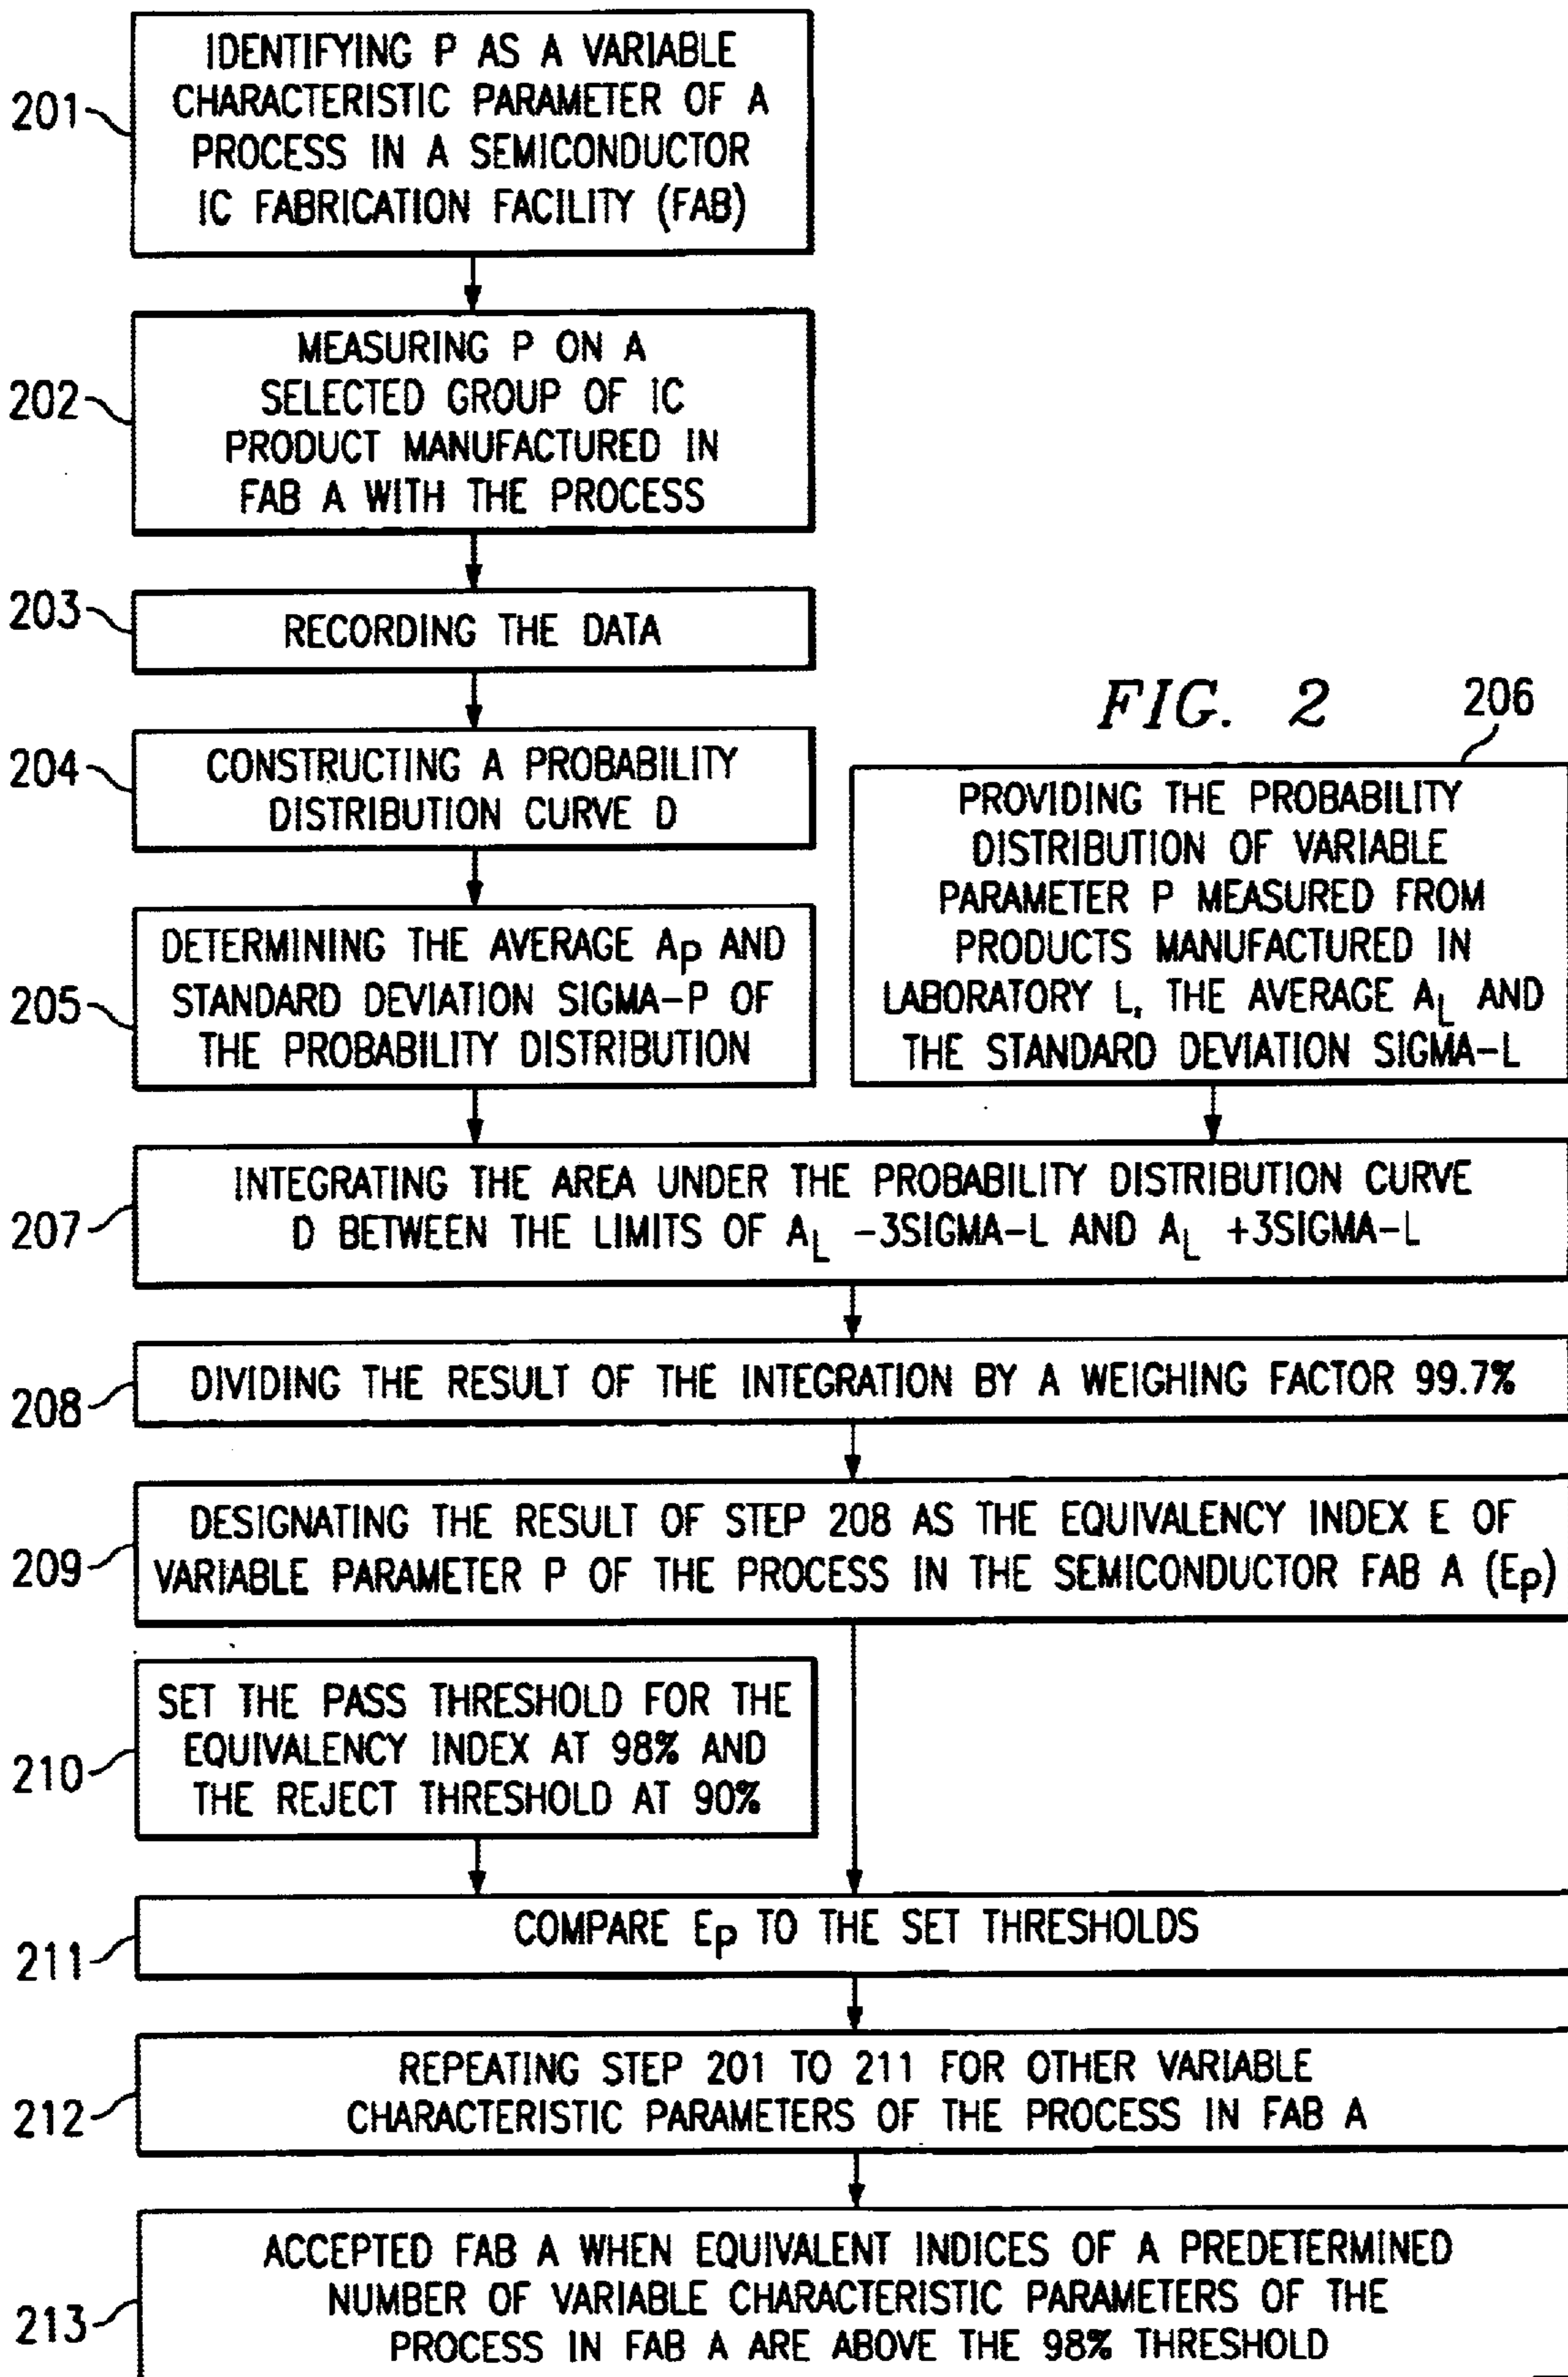 201
IDENTIFYING P AS A VARIABLE
CHARACTERISTIC PARAMETER OF A
PROCESS IN A SEMICONDUCTOR
IC FABRICATION FACILITY (FAB)
202
MEASURING P ON A
SELECTED GROUP OF IC
PRODUCT MANUFACTURED IN
FAB A WITH THE PROCESS
203
RECORDING THE DATA
FIG. 2
204
CONSTRUCTING A PROBABILITY
DISTRIBUTION CURVE D
205
DETERMINING THE AVERAGE Ap AND
STANDARD DEVIATION SIGMA-P OF
THE PROBABILITY DISTRIBUTION
206
PROVIDING THE PROBABILITY
DISTRIBUTION OF VARIABLE
PARAMETER P MEASURED FROM
PRODUCTS MANUFACTURED IN
LABORATORY L, THE AVERAGE AL AND
THE STANDARD DEVIATION SIGMA-L
207
INTEGRATING THE AREA UNDER THE PROBABILITY DISTRIBUTION CURVE
D BETWEEN THE LIMITS OF AL -3SIGMA-L AND AL +3SIGMA-L
208
DIVIDING THE RESULT OF THE INTEGRATION BY A WEIGHING FACTOR 99.7%
209
DESIGNATING THE RESULT OF STEP 208 AS THE EQUIVALENCY INDEX E OF
VARIABLE PARAMETER P OF THE PROCESS IN THE SEMICONDUCTOR FAB A (Ep)
210
SET THE PASS THRESHOLD FOR THE
EQUIVALENCY INDEX AT 98% AND
THE REJECT THRESHOLD AT 90%
211
COMPARE Ep TO THE SET THRESHOLDS
212
REPEATING STEP 201 TO 211 FOR OTHER VARIABLE
CHARACTERISTIC PARAMETERS OF THE PROCESS IN FAB A
213
ACCEPTED FAB A WHEN EQUIVALENT INDICES OF A PREDETERMINED
NUMBER OF VARIABLE CHARACTERISTIC PARAMETERS OF THE
PROCESS IN FAB A ARE ABOVE THE 98% THRESHOLD